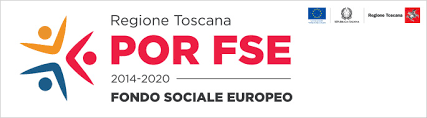 Regione Toscana
POR FSE
2014-2020
FONDO SOCIALE EUROPEO
Regione Toscana